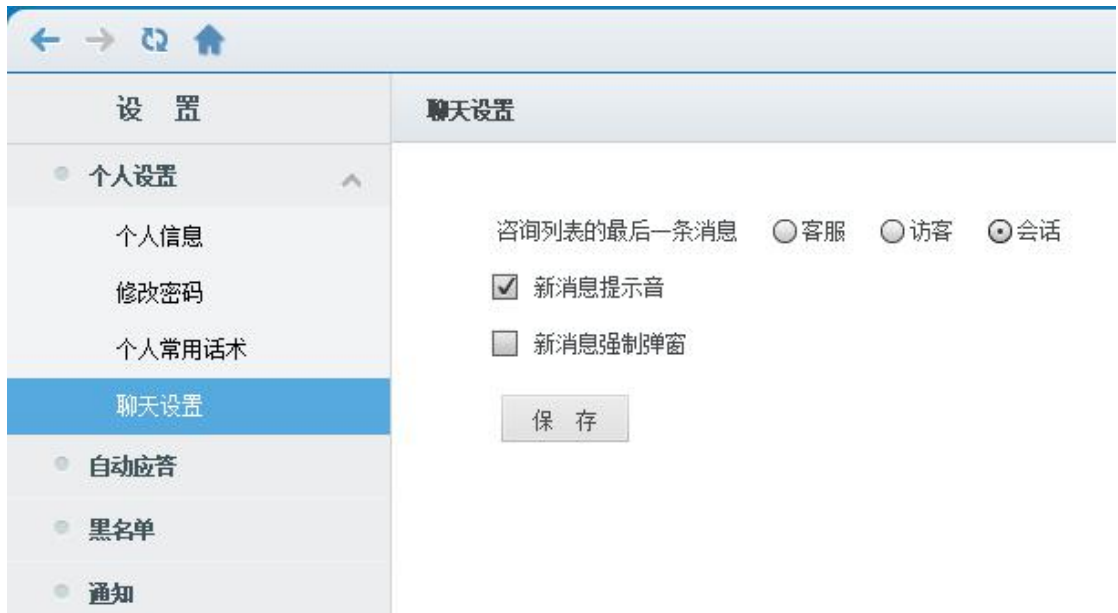 设 置
聊天设置
个人设置
个人信息
修改密码
个人常用话术
聊天设置
自动应答
黑名单
通知
咨询列表的最后一条消息 客服 访客 会话
新消息提示音
新消息强制弹窗
保 存